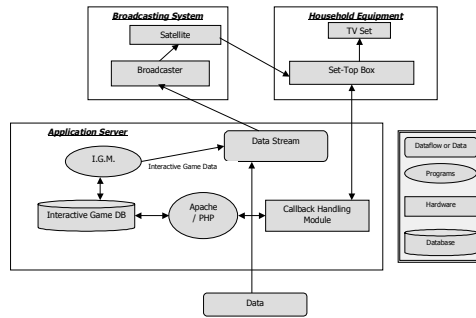 Broadcasting System
Household Equipment
Satellite
TV Set
Broadcaster
Set-Top Box
Application Server
Data Stream
I.G.M.
Interactive Game Data
Interactive Game DB
Apache
/ PHP
Callback Handling
Module
Data
Dataflow or Data
Programs
Hardware
Database